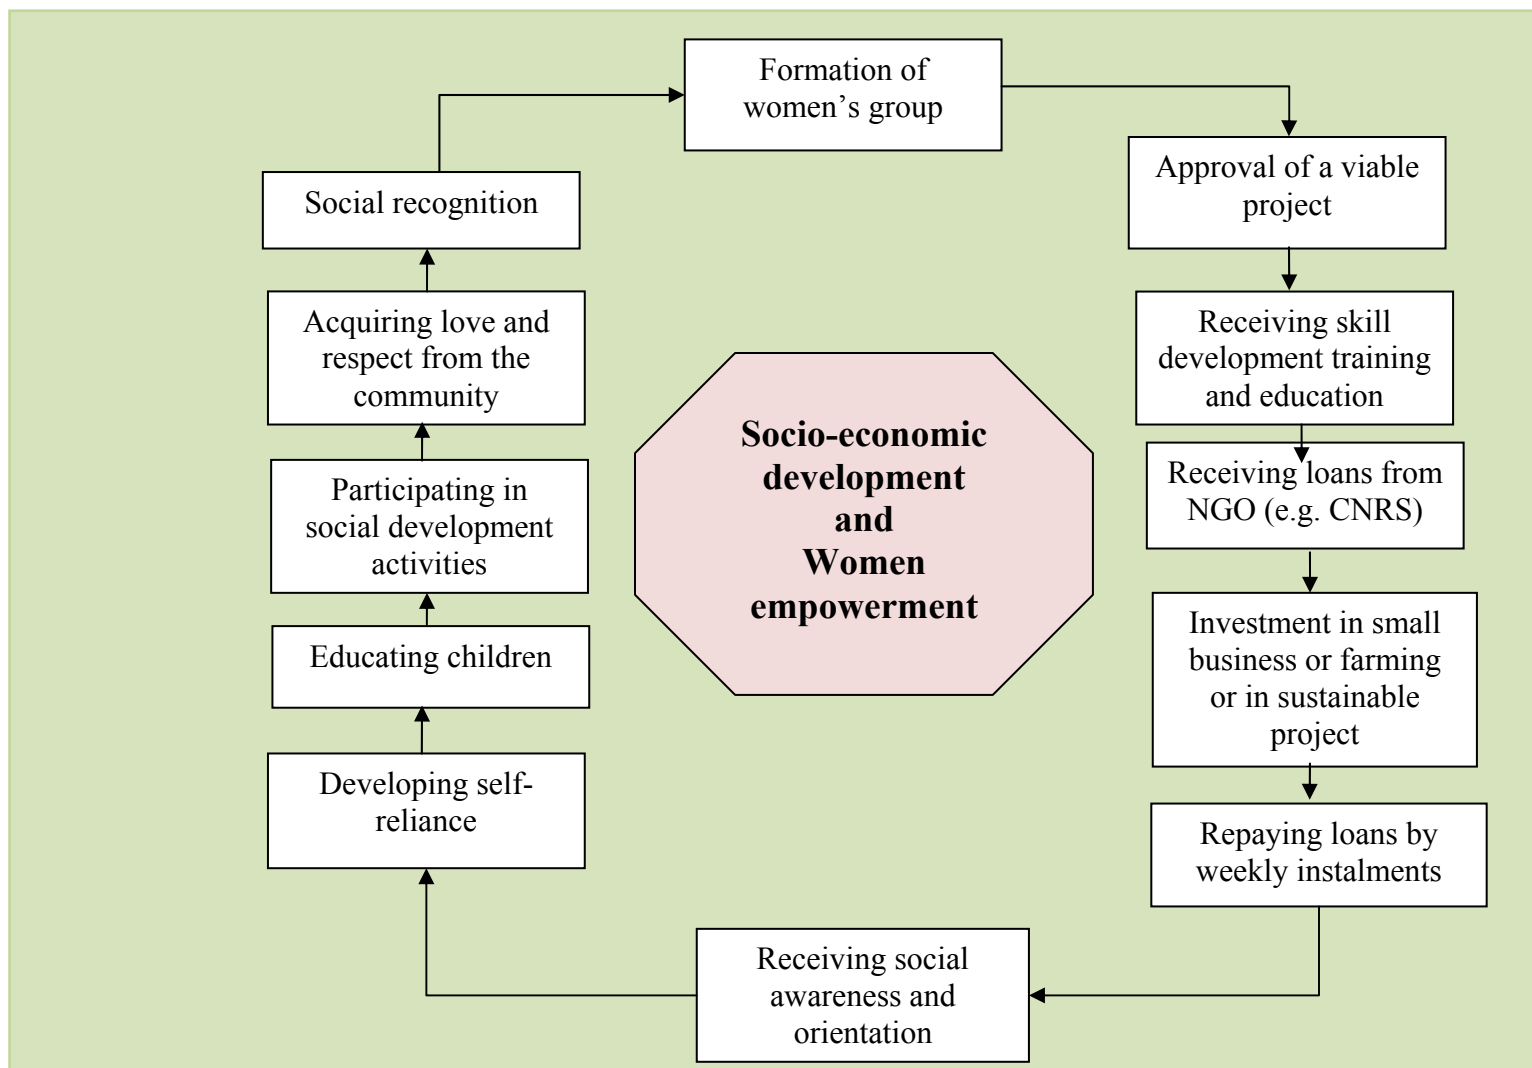 Formation of
women’s group
Approval of a viable
project
Receiving skill
development training
and education
Receiving loans from
NGO (e.g. CNRS)
Investment in small
business or farming
or in sustainable
project
Repaying loans by
weekly instalments
Receiving social
awareness and
orientation
Developing self-
reliance
Educating children
Participating in
social development
activities
Acquiring love and
respect from the
community
Social recognition
Socio-economic
development
and
Women
empowerment